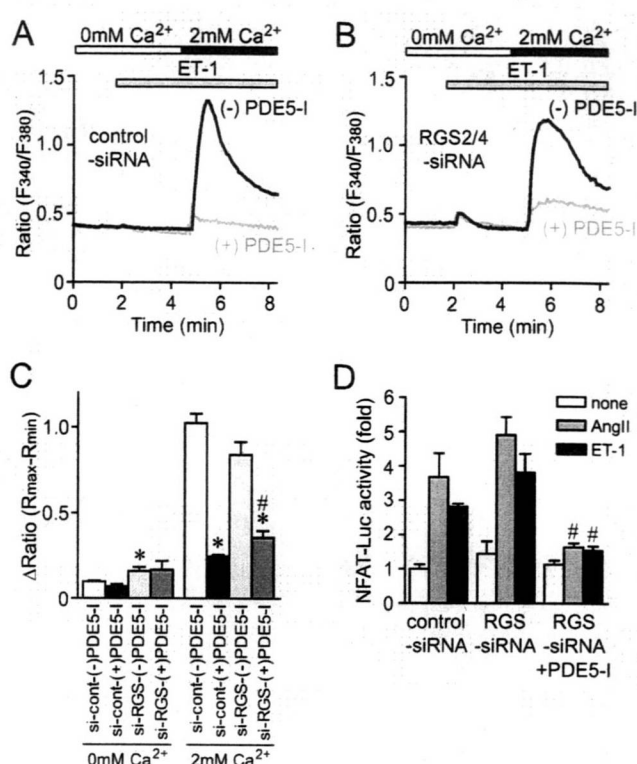 A
0mM Ca²⁺ 2mM Ca²⁺
ET-1
(-) PDE5-I
control
-siRNA
(+) PDE5-I
Ratio (F340/F380)
1.5
1.0
0.5
0
0 2 4 6 8
Time (min)
B
0mM Ca²⁺ 2mM Ca²⁺
ET-1
(-) PDE5-I
RGS2/4
-siRNA
(+) PDE5-I
Ratio (F340/F380)
1.5
1.0
0.5
0
0 2 4 6 8
Time (min)
C
ΔRatio (Rmax-Rmin)
1.0
0.5
0
* * # *
si-cont-(-)PDE5-I
si-cont-(+)PDE5-I
si-RGS-(-)PDE5-I
si-RGS-(+)PDE5-I
si-cont-(-)PDE5-I
si-cont-(+)PDE5-I
si-RGS-(-)PDE5-I
si-RGS-(+)PDE5-I
0mM Ca²⁺ 2mM Ca²⁺
D
NFAT-Luc activity (fold)
6
5
4
3
2
1
0
none
AngII
ET-1
# #
control
-siRNA
RGS
-siRNA
RGS
-siRNA
+PDE5-I